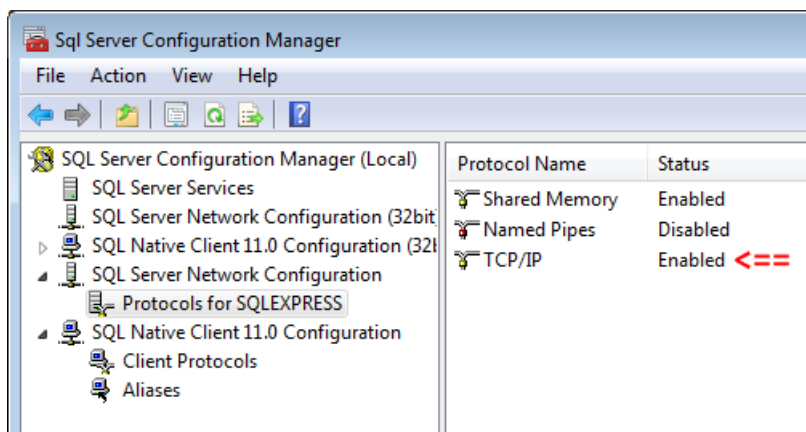 Sql Server Configuration Manager
File Action View Help
SQL Server Configuration Manager (Local)
SQL Server Services
SQL Server Network Configuration (32bit
SQL Native Client 11.0 Configuration (32b
SQL Server Network Configuration
Protocols for SQLEXPRESS
SQL Native Client 11.0 Configuration
Client Protocols
Aliases
Protocol Name Status
Shared Memory Enabled
Named Pipes Disabled
TCP/IP Enabled <==